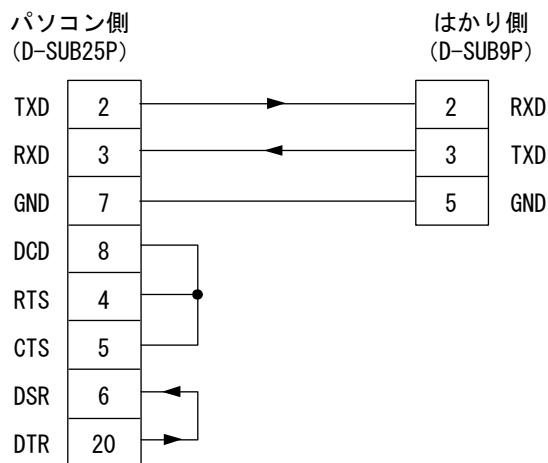 パソコン側 はかり側
(D-SUB25P) (D-SUB9P)
TXD 2 2 RXD
RXD 3 3 TXD
GND 7 5 GND
DCD 8
RTS 4
CTS 5
DSR 6
DTR 20